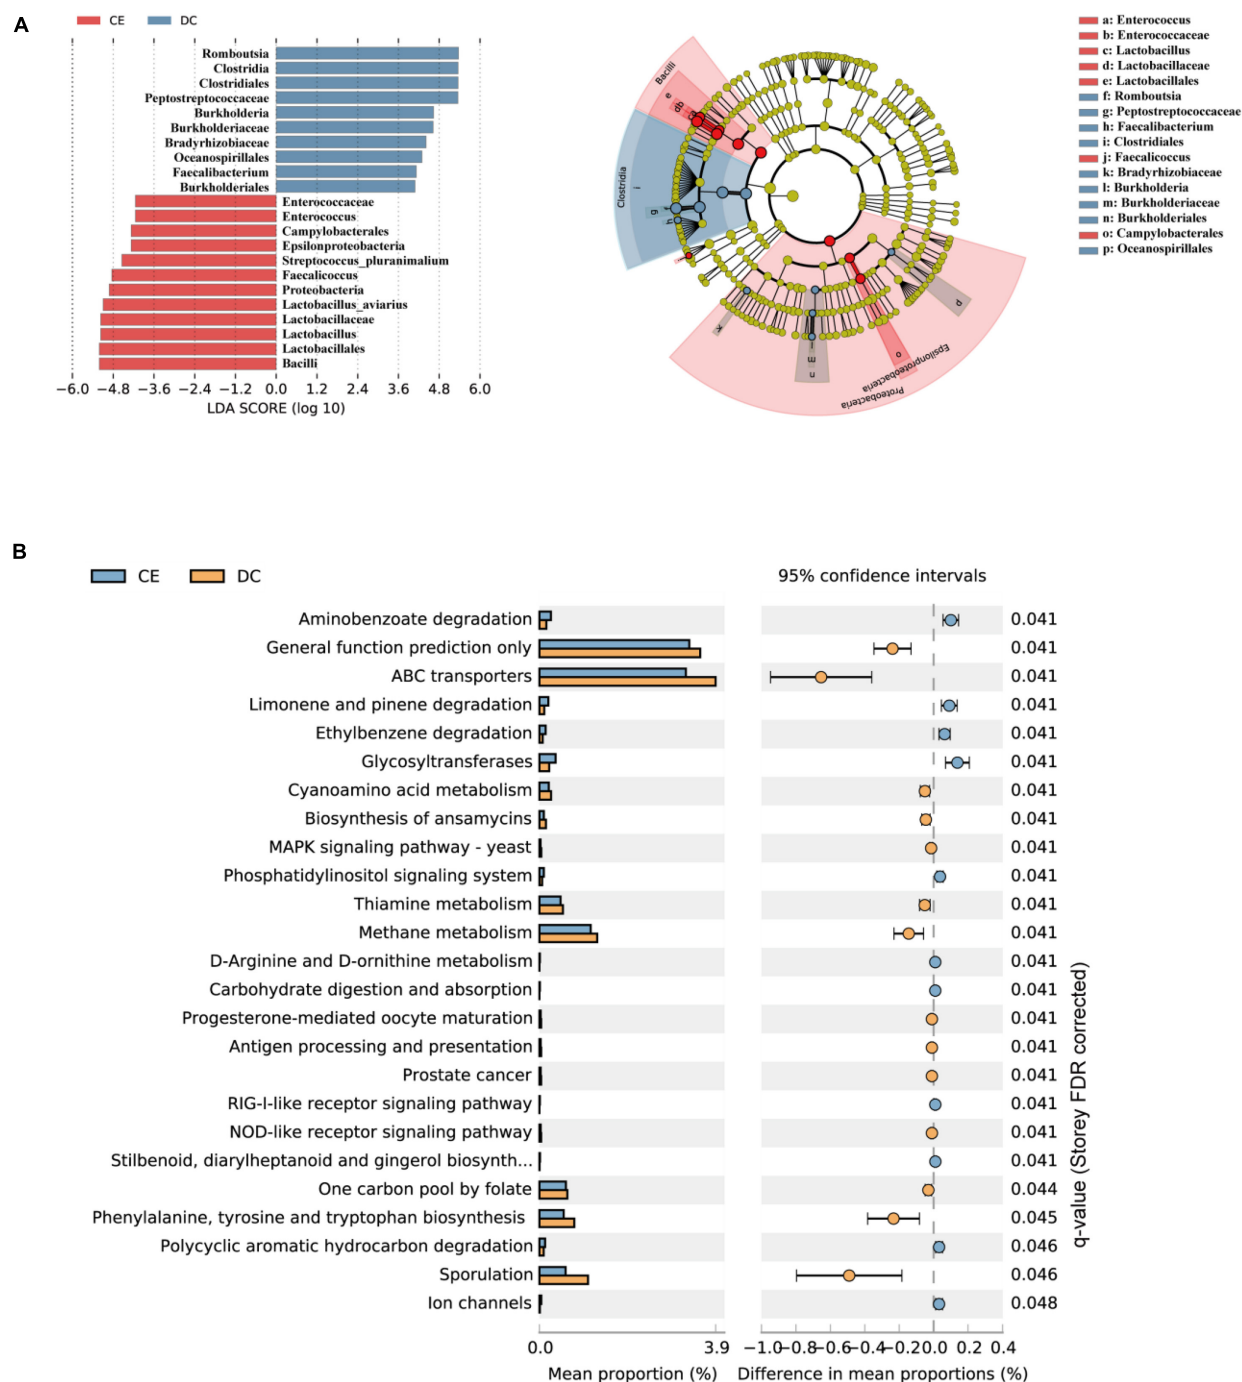 A
CE DC
Romboutsia
Clostridia
Clostridiales
Peptostreptococcaceae
Burkholderia
Burkholderiaceae
Bradyrhizobiaceae
Oceanospirillales
Faecalibacterium
Burkholderiales
Enterococcaceae
Enterococcus
Campylobacterales
Epsilonproteobacteria
Streptococcus_pluranimalium
Faecalicoccus
Proteobacteria
Lactobacillus_aviarius
Lactobacillaceae
Lactobacillus
Lactobacillales
Bacilli
−6.0 −4.8 −3.6 −2.4 −1.2 0.0 1.2 2.4 3.6 4.8 6.0
LDA SCORE (log 10)
Bacilli
e
db
Clostridia
i
g
h
k
l
m
n
o
p
Epsilonproteobacteria
Proteobacteria
a: Enterococcus
b: Enterococcaceae
c: Lactobacillus
d: Lactobacillaceae
e: Lactobacillales
f: Romboutsia
g: Peptostreptococcaceae
h: Faecalibacterium
i: Clostridiales
j: Faecalicoccus
k: Bradyrhizobiaceae
l: Burkholderia
m: Burkholderiaceae
n: Burkholderiales
o: Campylobacterales
p: Oceanospirillales
B
CE DC
95% confidence intervals
Aminobenzoate degradation 0.041
General function prediction only 0.041
ABC transporters 0.041
Limonene and pinene degradation 0.041
Ethylbenzene degradation 0.041
Glycosyltransferases 0.041
Cyanoamino acid metabolism 0.041
Biosynthesis of ansamycins 0.041
MAPK signaling pathway - yeast 0.041
Phosphatidylinositol signaling system 0.041
Thiamine metabolism 0.041
Methane metabolism 0.041
D-Arginine and D-ornithine metabolism 0.041
Carbohydrate digestion and absorption 0.041
Progesterone-mediated oocyte maturation 0.041
Antigen processing and presentation 0.041
Prostate cancer 0.041
RIG-I-like receptor signaling pathway 0.041
NOD-like receptor signaling pathway 0.041
Stilbenoid, diarylheptanoid and gingerol biosynth... 0.041
One carbon pool by folate 0.044
Phenylalanine, tyrosine and tryptophan biosynthesis 0.045
Polycyclic aromatic hydrocarbon degradation 0.046
Sporulation 0.046
Ion channels 0.048
q-value (Storey FDR corrected)
0.0 3.9
−1.0−0.8−0.6−0.4−0.20.0 0.2 0.4
Mean proportion (%)
Difference in mean proportions (%)